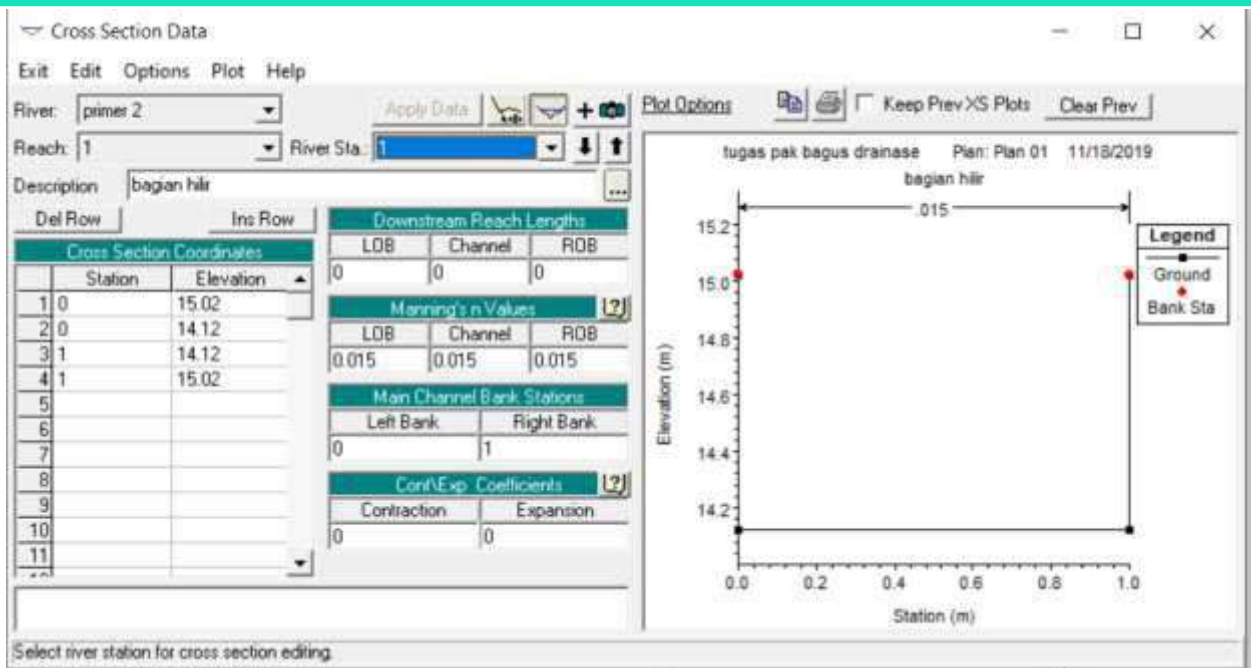 Cross Section Data
Exit Edit Options Plot Help
River: primer 2 Apply Data Plot Options Keep Prev XS Plots Clear Prev
Reach: 1 River Sta.: 1
Description bagian hilir ...
Del Row Ins Row
Cross Section Coordinates
Station Elevation
1 0 15.02
2 0 14.12
3 1 14.12
4 1 15.02
5
6
7
8
9
10
11
Downstream Reach Lengths
LOB Channel ROB
0 0 0
Manning's n Values ?
LOB Channel ROB
0.015 0.015 0.015
Main Channel Bank Stations
Left Bank Right Bank
0 1
Cont\Exp Coefficients ?
Contraction Expansion
0 0
tugas pak bagus drainase Plan: Plan 01 11/18/2019
bagian hilir
.015
15.2
15.0
14.8
14.6
14.4
14.2
Elevation (m)
0.0 0.2 0.4 0.6 0.8 1.0
Station (m)
Legend
Ground
Bank Sta
Select river station for cross section editing